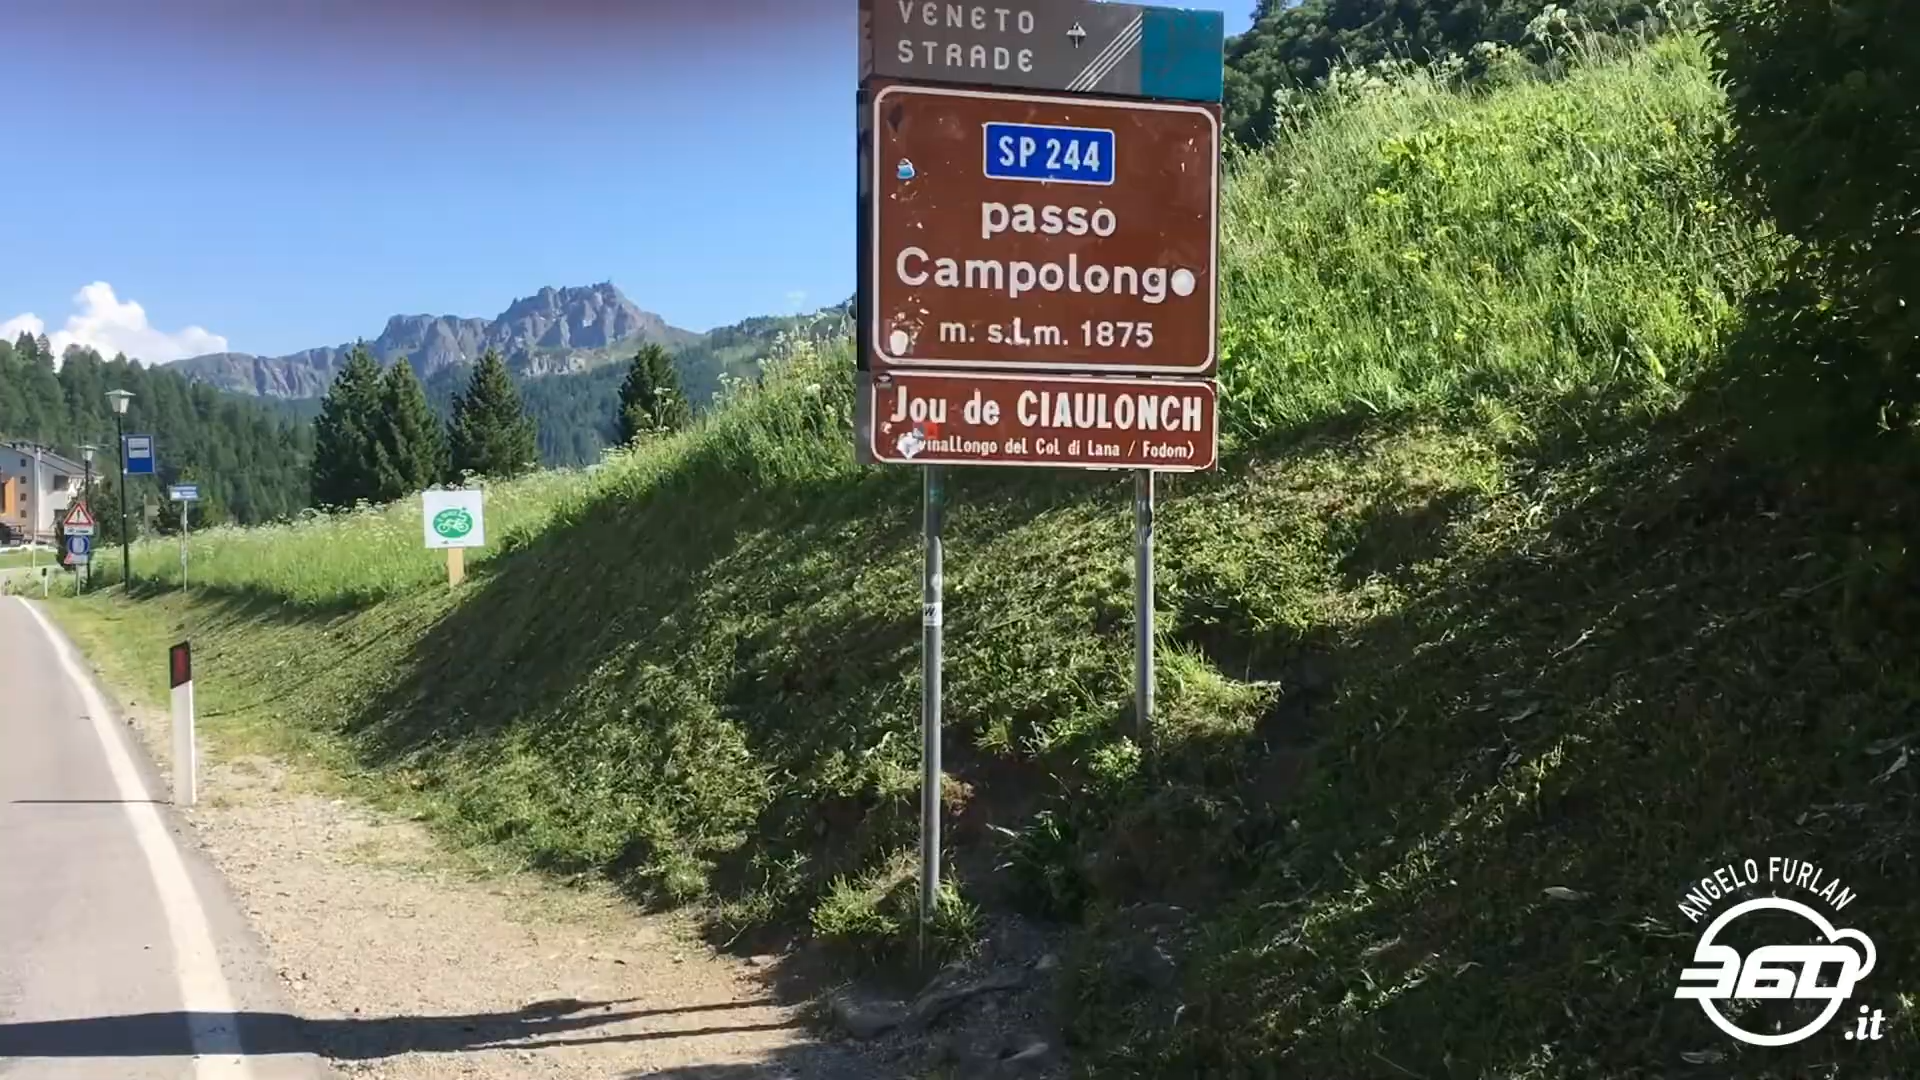 VENETO
STRADE
SP 244
passo
Campolongo
m. s.l.m. 1875
Jou de CIAULONCH
del Col di Lana / Fodom)
ANGELO FURLAN
360
.it